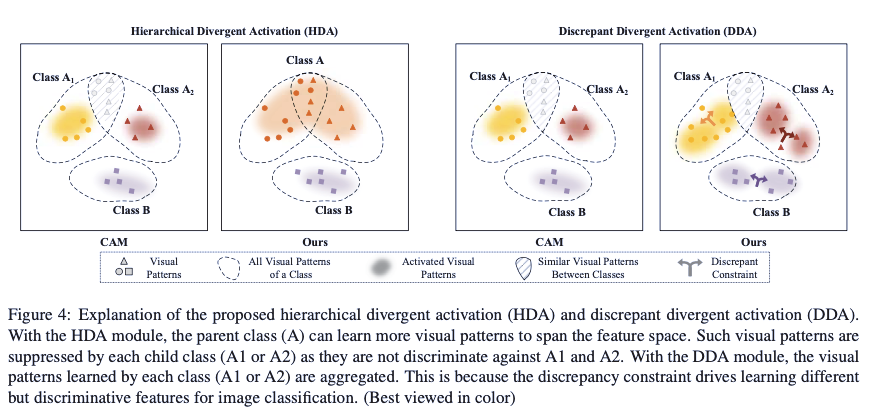 Hierarchical Divergent Activation (HDA)
Discrepant Divergent Activation (DDA)
Class A1
Class A2
Class B
CAM
Class A
Class B
Ours
Class A1
Class A2
Class B
CAM
Class A1
Class A2
Class B
Ours
Visual
Patterns
All Visual Patterns
of a Class
Activated Visual
Patterns
Similar Visual Patterns
Between Classes
Discrepant
Constraint
Figure 4: Explanation of the proposed hierarchical divergent activation (HDA) and discrepant divergent activation (DDA).
With the HDA module, the parent class (A) can learn more visual patterns to span the feature space. Such visual patterns are
suppressed by each child class (A1 or A2) as they are not discriminate against A1 and A2. With the DDA module, the visual
patterns learned by each class (A1 or A2) are aggregated. This is because the discrepancy constraint drives learning different
but discriminative features for image classification. (Best viewed in color)